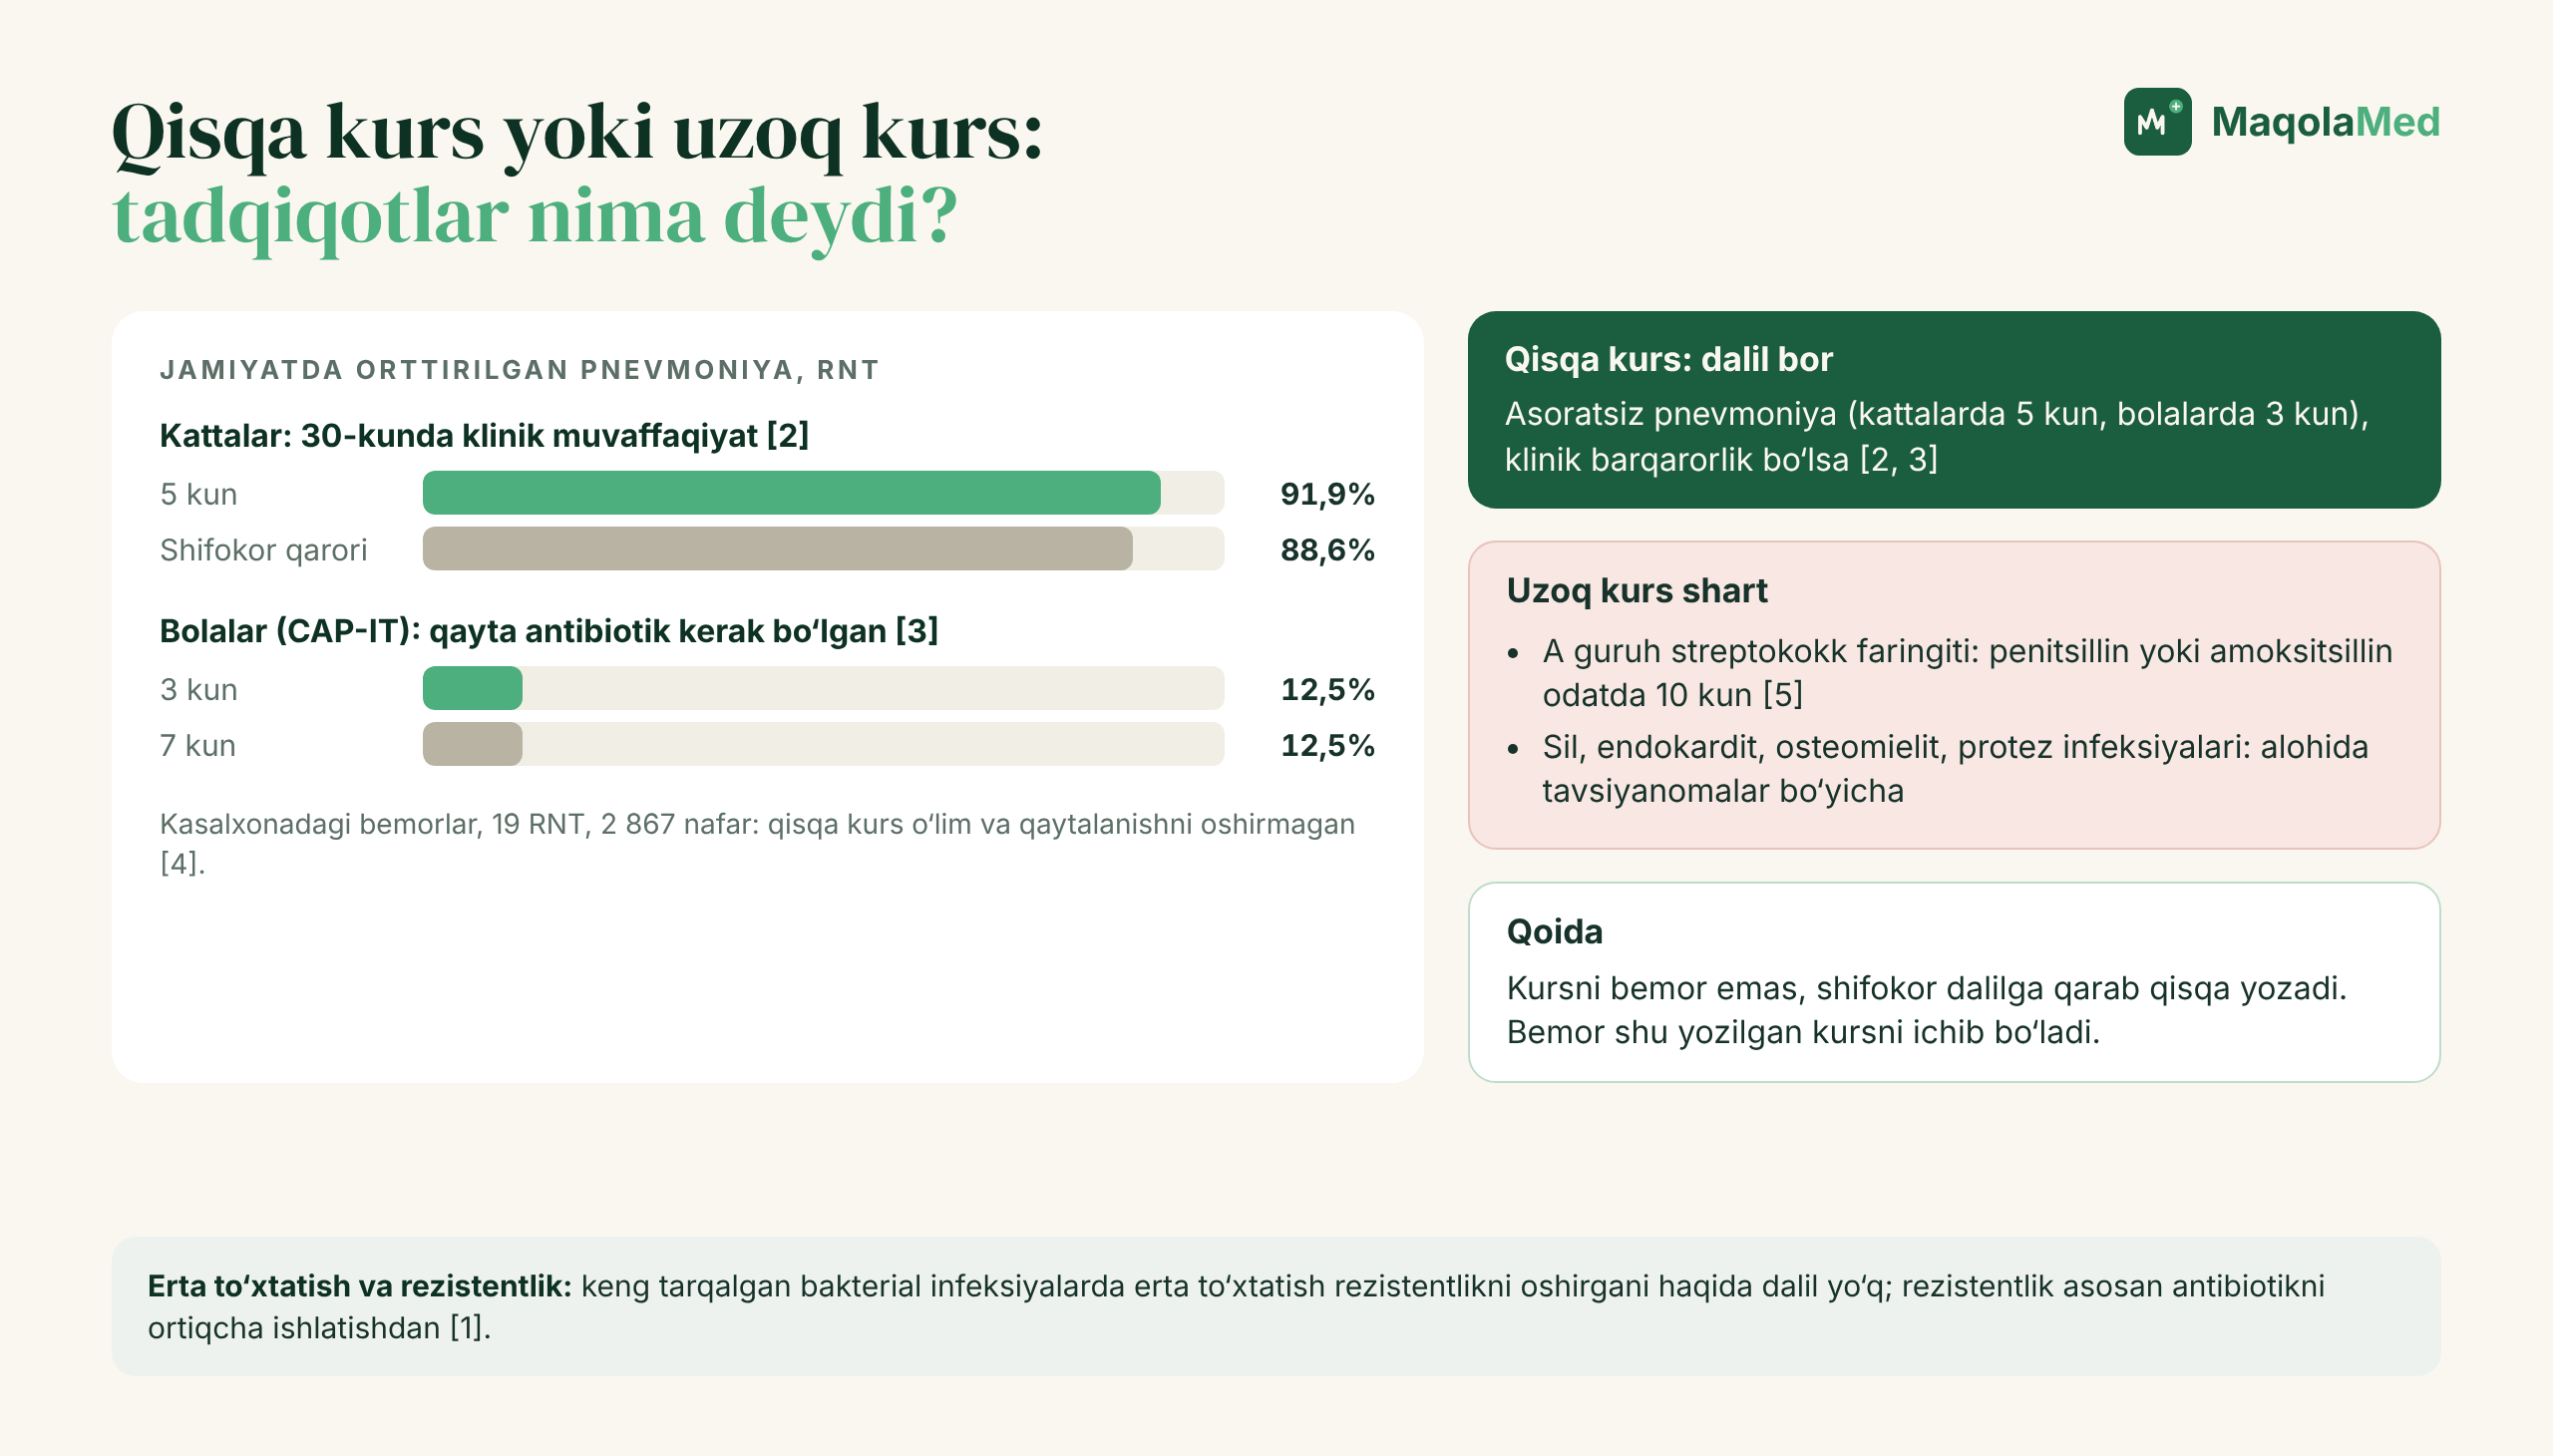 Qisqa kurs yoki uzoq kurs:
tadqiqotlar nima deydi?
MaqolaMed
JAMIYATDA ORTTIRILGAN PNEVMONIYA, RNT
Kattalar: 30-kunda klinik muvaffaqiyat [2]
5 kun 91,9%
Shifokor qarori 88,6%
Bolalar (CAP-IT): qayta antibiotik kerak bo‘lgan [3]
3 kun 12,5%
7 kun 12,5%
Kasalxonadagi bemorlar, 19 RNT, 2 867 nafar: qisqa kurs o‘lim va qaytalanishni oshirmagan
[4].
Qisqa kurs: dalil bor
Asoratsiz pnevmoniya (kattalarda 5 kun, bolalarda 3 kun),
klinik barqarorlik bo‘lsa [2, 3]
Uzoq kurs shart
• A guruh streptokokk faringiti: penitsillin yoki amoksitsillin
odatda 10 kun [5]
• Sil, endokardit, osteomielit, protez infeksiyalari: alohida
tavsiyanomalar bo‘yicha
Qoida
Kursni bemor emas, shifokor dalilga qarab qisqa yozadi.
Bemor shu yozilgan kursni ichib bo‘ladi.
Erta to‘xtatish va rezistentlik: keng tarqalgan bakterial infeksiyalarda erta to‘xtatish rezistentlikni oshirgani haqida dalil yo‘q; rezistentlik asosan antibiotikni
ortiqcha ishlatishdan [1].